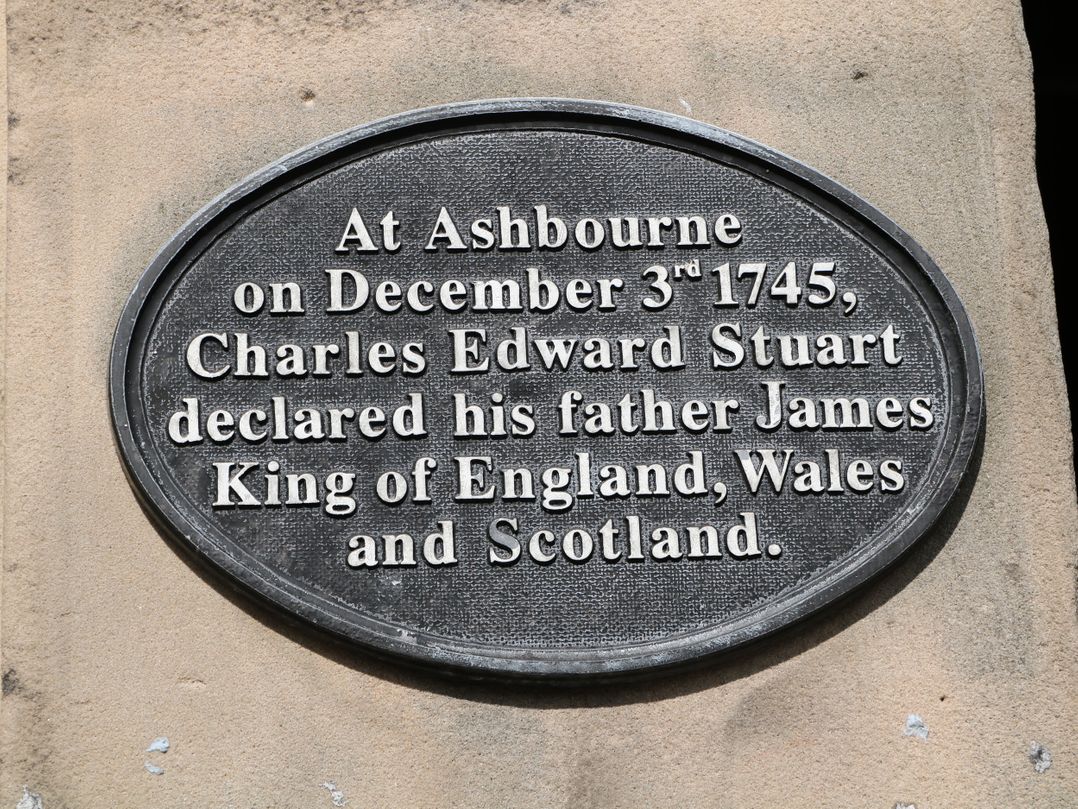 At Ashbourne
on December 3rd 1745,
Charles Edward Stuart
declared his father James
King of England, Wales
and Scotland.